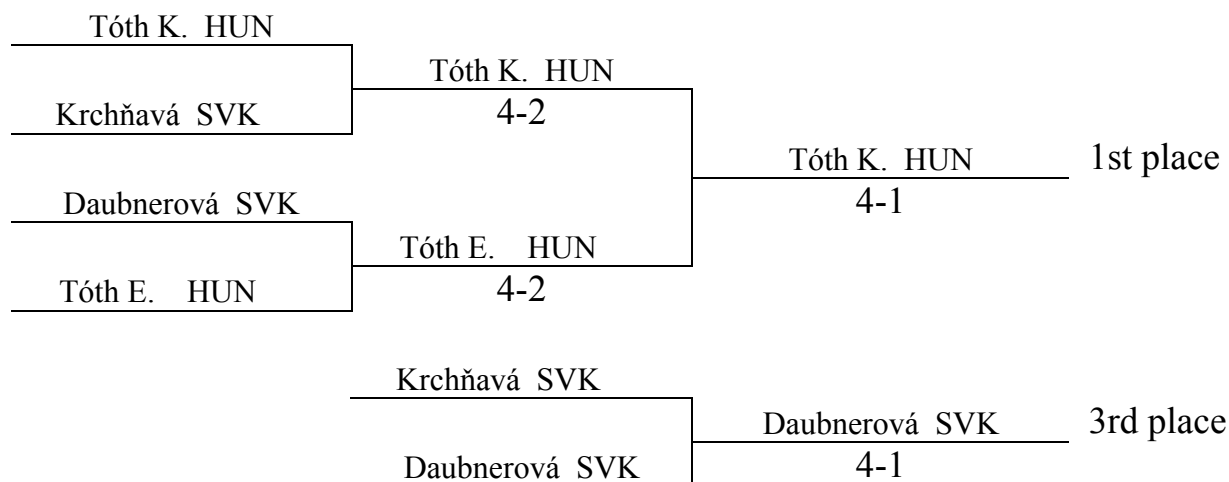 Tóth K. HUN
Tóth K. HUN
Krchňavá SVK
4-2
Tóth K. HUN
1st place
4-1
Daubnerová SVK
Tóth E. HUN
Tóth E. HUN
4-2
Krchňavá SVK
Daubnerová SVK
3rd place
Daubnerová SVK
4-1